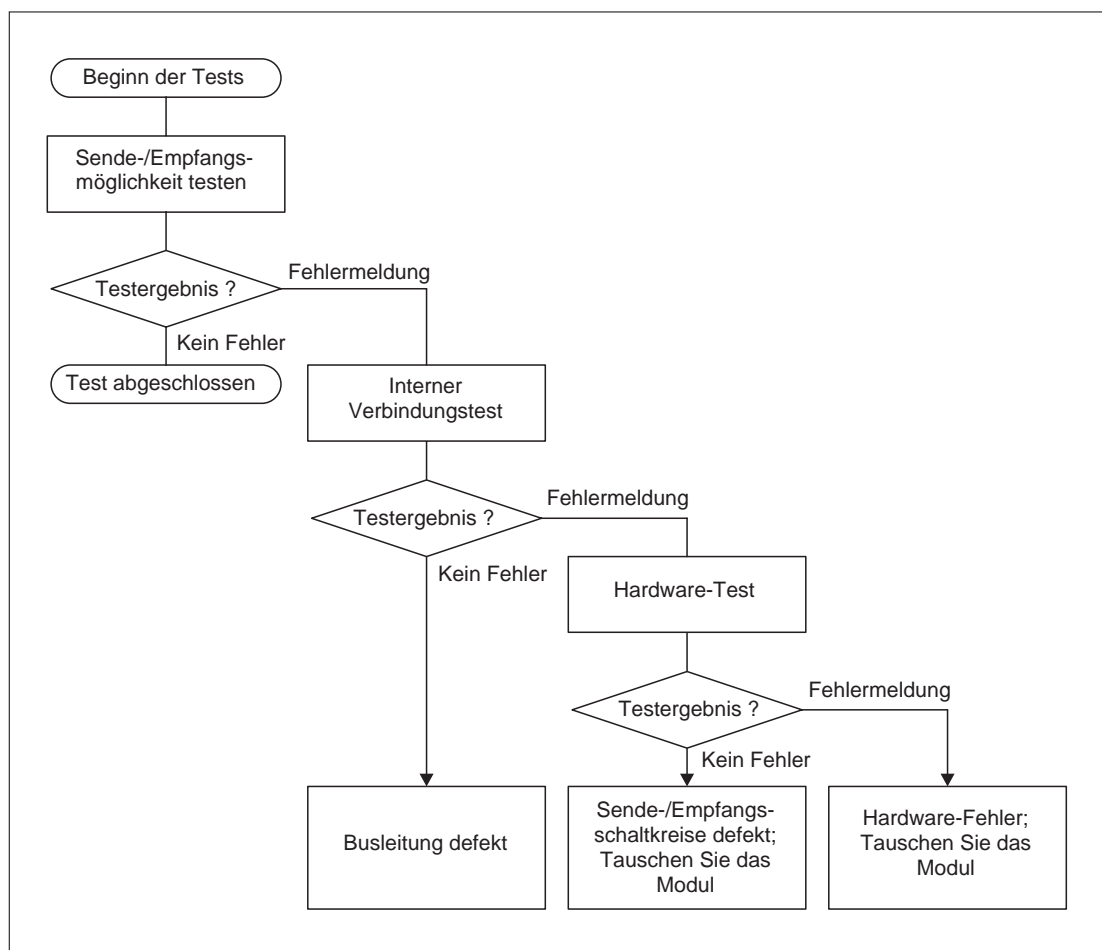 Beginn der Tests
Sende-/Empfangs-
möglichkeit testen
Testergebnis ?
Fehlermeldung
Kein Fehler
Test abgeschlossen
Interner
Verbindungstest
Testergebnis ?
Fehlermeldung
Kein Fehler
Hardware-Test
Testergebnis ?
Fehlermeldung
Kein Fehler
Busleitung defekt
Sende-/Empfangs-
schaltkreise defekt;
Tauschen Sie das
Modul
Hardware-Fehler;
Tauschen Sie das
Modul